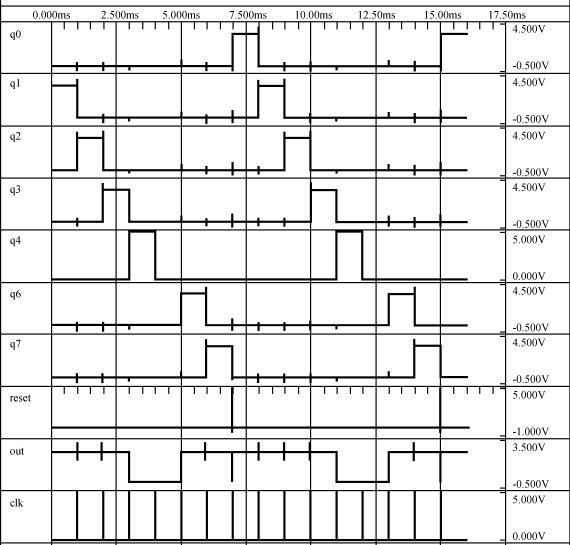 0.000ms 2.500ms 5.000ms 7.500ms 10.00ms 12.50ms 15.00ms 17.50ms
q0 4.500V
-0.500V
q1 4.500V
-0.500V
q2 4.500V
-0.500V
q3 4.500V
-0.500V
q4 5.000V
0.000V
q6 4.500V
-0.500V
q7 4.500V
-0.500V
reset 5.000V
-1.000V
out 3.500V
-0.500V
clk 5.000V
0.000V